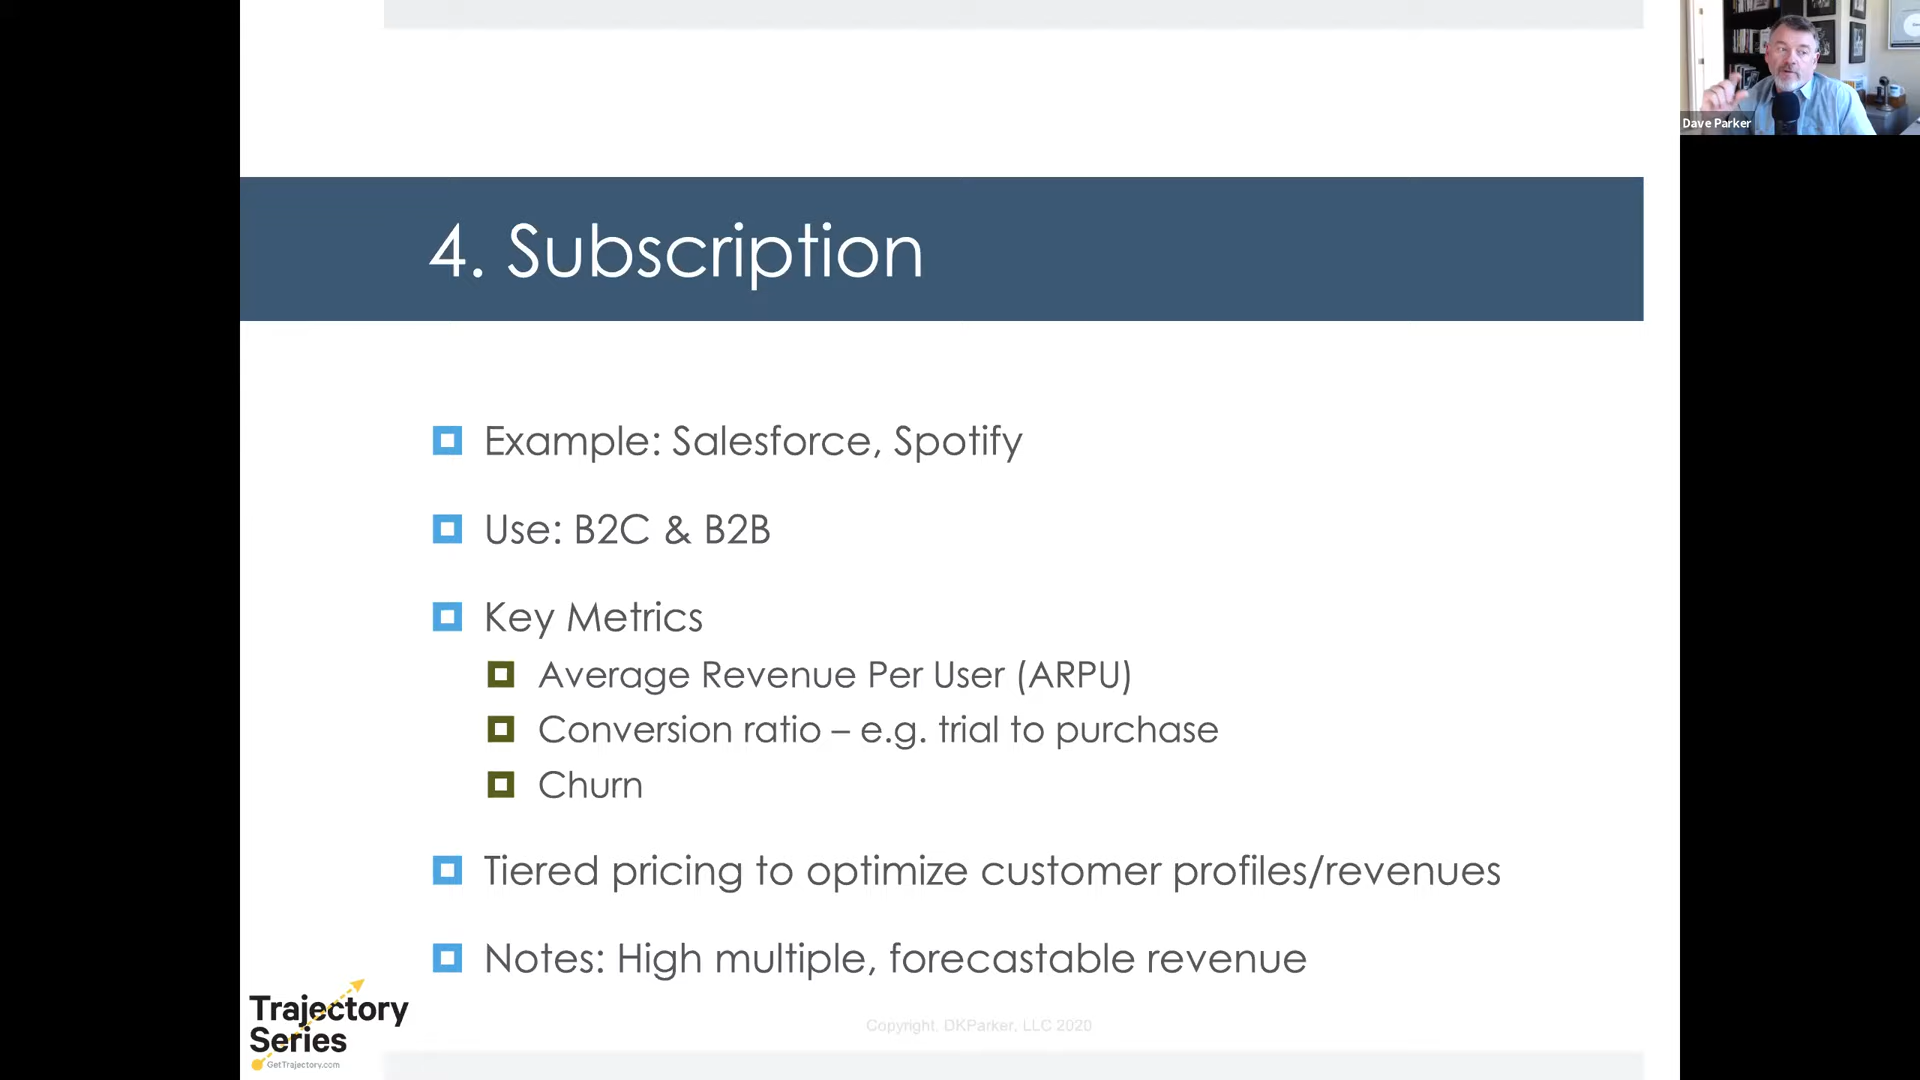 Dave Parker
4. Subscription
Example: Salesforce, Spotify
Use: B2C & B2B
Key Metrics
Average Revenue Per User (ARPU)
Conversion ratio – e.g. trial to purchase
Churn
Tiered pricing to optimize customer profiles/revenues
Notes: High multiple, forecastable revenue
Trajectory
Series
GetTrajectory.com
Copyright, DKParker, LLC 2020